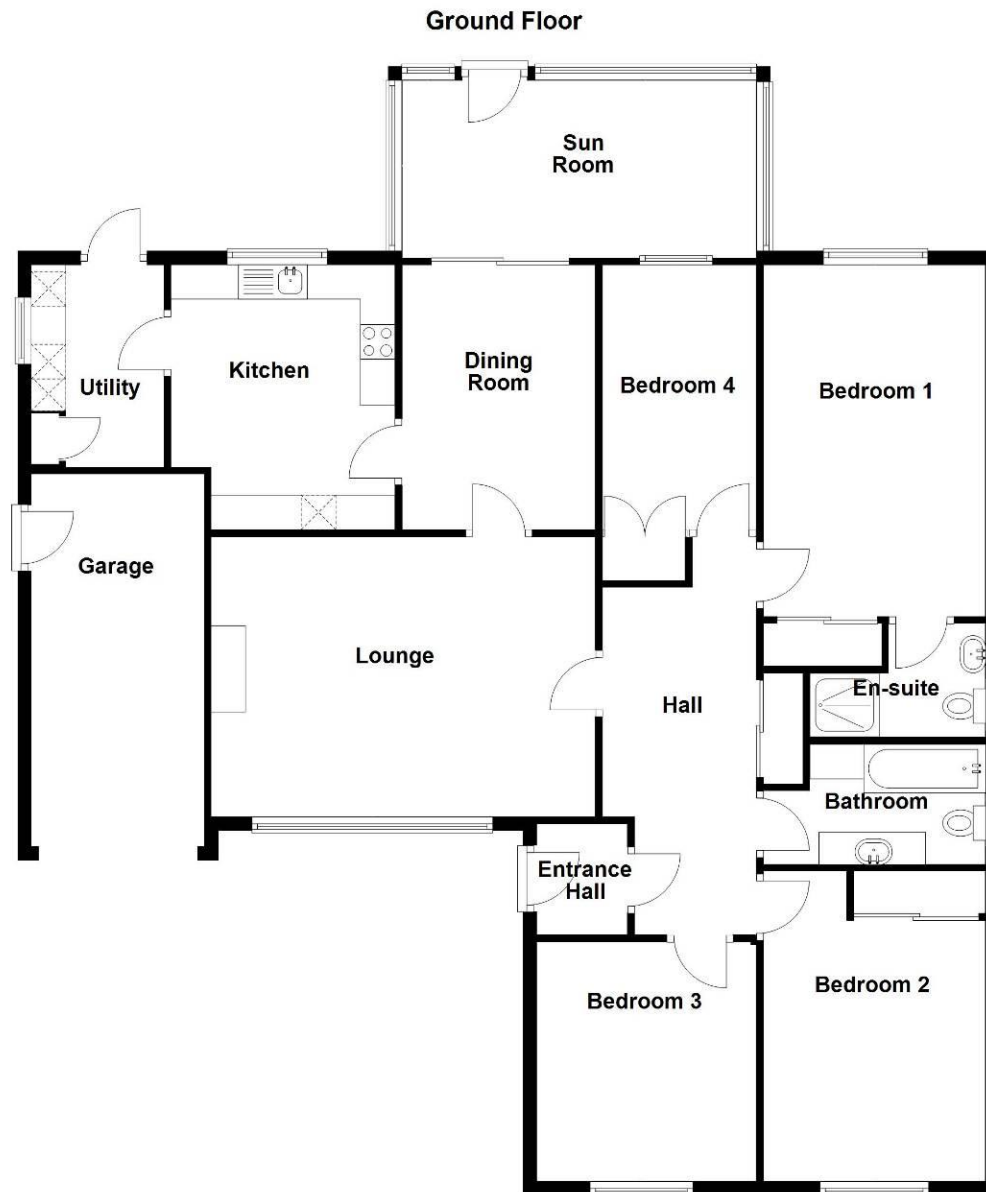 Ground Floor
Sun
Room
Kitchen
Dining
Room
Bedroom 4
Bedroom 1
Utility
Garage
Lounge
Hall
En-suite
Bathroom
Entrance
Hall
Bedroom 3
Bedroom 2